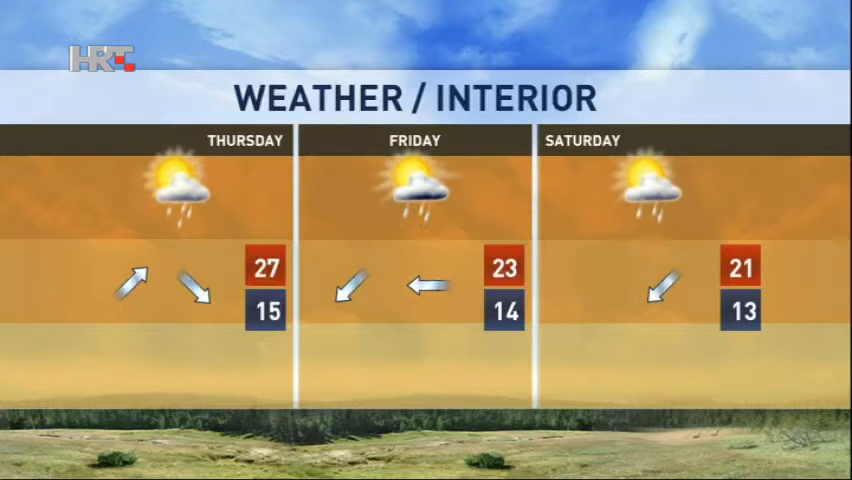 HRT
WEATHER / INTERIOR
THURSDAY
FRIDAY
SATURDAY
27
23
21
15
14
13